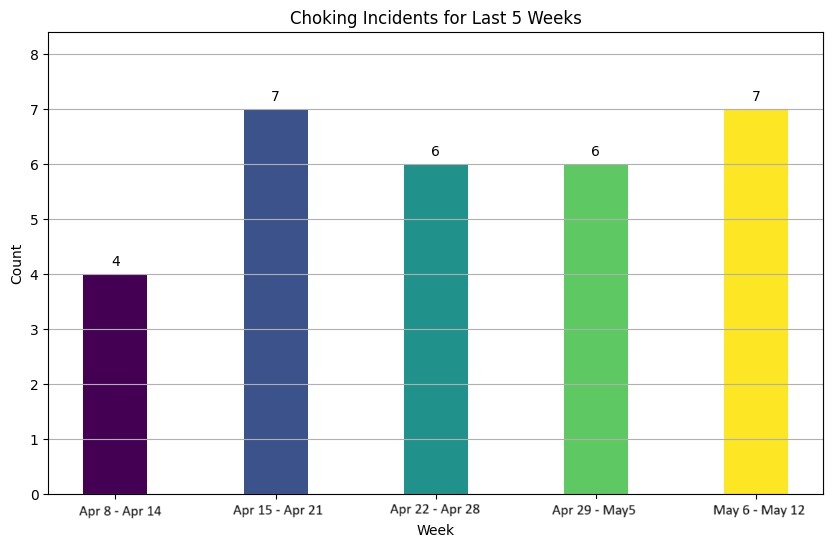 Choking Incidents for Last 5 Weeks
Count
8
7
6
5
4
3
2
1
0
4
7
6
6
7
Apr 8 - Apr 14
Apr 15 - Apr 21
Apr 22 - Apr 28
Apr 29 - May5
May 6 - May 12
Week